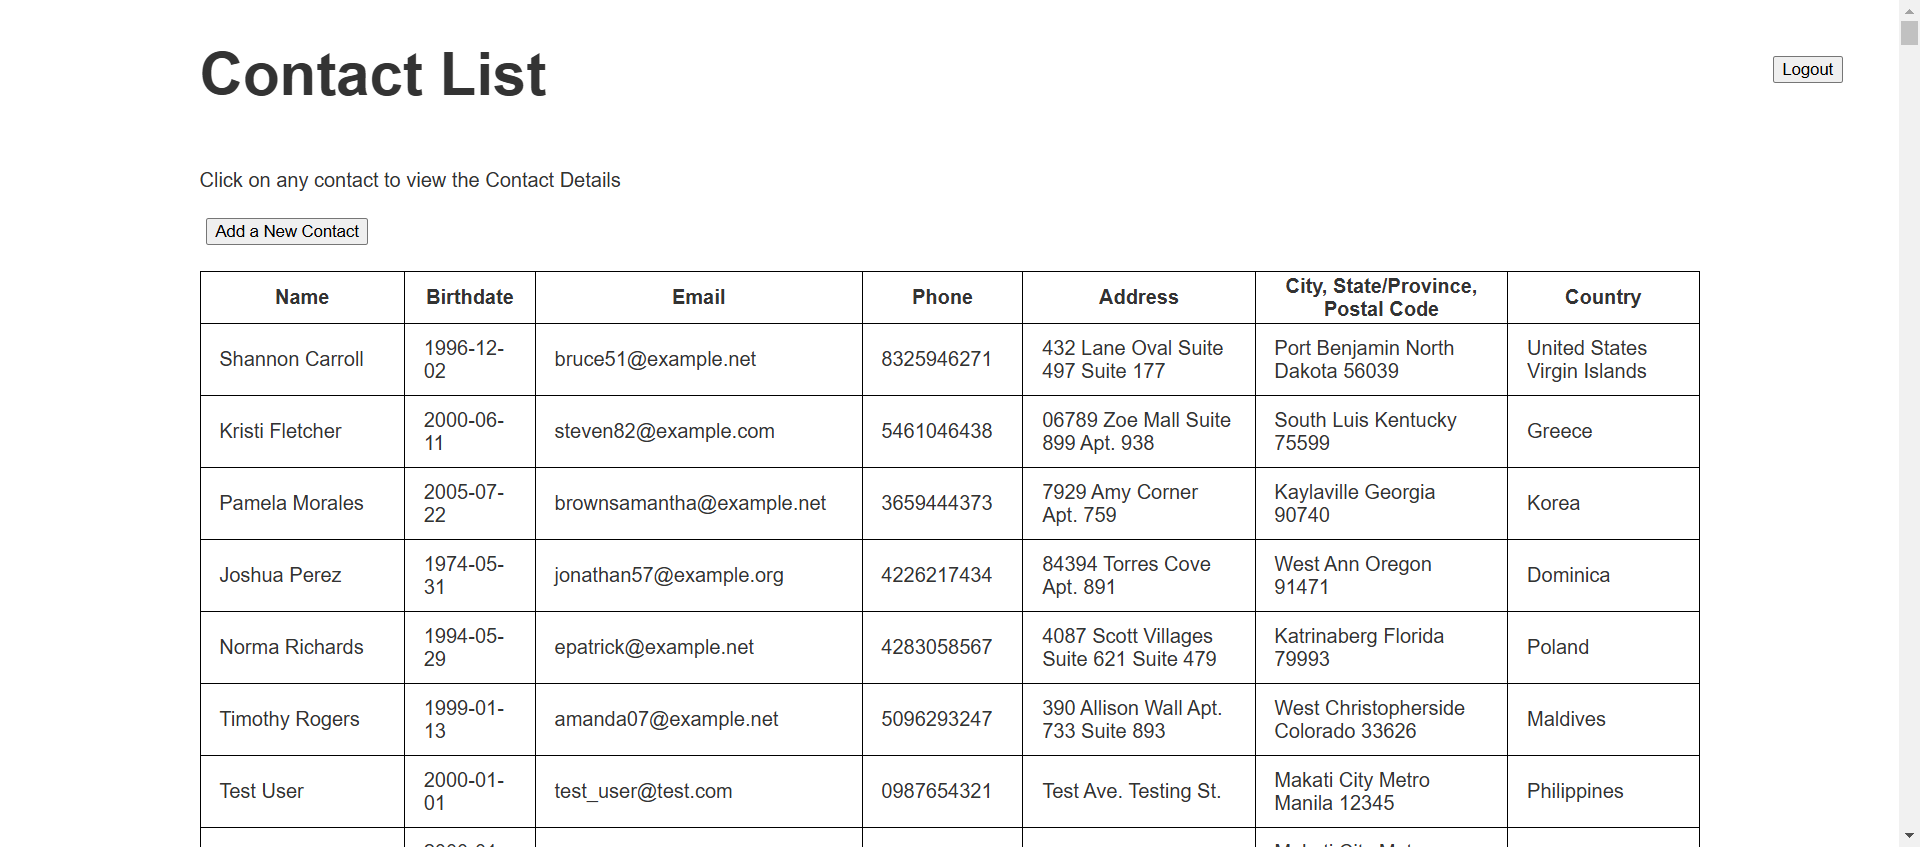 Contact List
Logout
Click on any contact to view the Contact Details
Add a New Contact
Name Birthdate Email Phone Address City, State/Province, Postal Code Country
Shannon Carroll 1996-12-02 bruce51@example.net 8325946271 432 Lane Oval Suite 497 Suite 177 Port Benjamin North Dakota 56039 United States Virgin Islands
Kristi Fletcher 2000-06-11 steven82@example.com 5461046438 06789 Zoe Mall Suite 899 Apt. 938 South Luis Kentucky 75599 Greece
Pamela Morales 2005-07-22 brownsamantha@example.net 3659444373 7929 Amy Corner Apt. 759 Kaylaville Georgia 90740 Korea
Joshua Perez 1974-05-31 jonathan57@example.org 4226217434 84394 Torres Cove Apt. 891 West Ann Oregon 91471 Dominica
Norma Richards 1994-05-29 epatrick@example.net 4283058567 4087 Scott Villages Suite 621 Suite 479 Katrinaberg Florida 79993 Poland
Timothy Rogers 1999-01-13 amanda07@example.net 5096293247 390 Allison Wall Apt. 733 Suite 893 West Christopherside Colorado 33626 Maldives
Test User 2000-01-01 test_user@test.com 0987654321 Test Ave. Testing St. Makati City Metro Manila 12345 Philippines